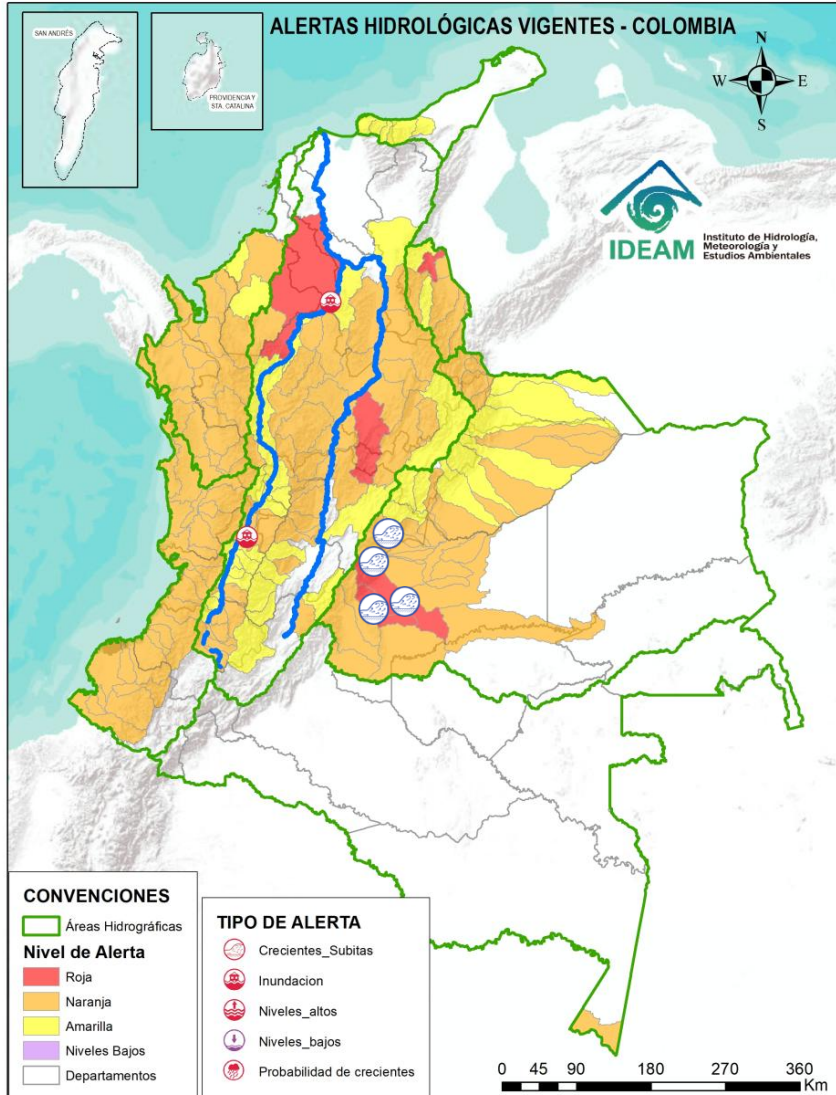 ALERTAS HIDROLÓGICAS VIGENTES - COLOMBIA
SAN ANDRÉS
PROVIDENCIA Y
STA. CATALINA
N
W E
S
IDEAM
Instituto de Hidrología,
Meteorología y
Estudios Ambientales
CONVENCIONES
Áreas Hidrográficas
Nivel de Alerta
Roja
Naranja
Amarilla
Niveles Bajos
Departamentos
TIPO DE ALERTA
Crecientes_Subitas
Inundacion
Niveles_altos
Niveles_bajos
Probabilidad de crecientes
0 45 90 180 270 360
Km